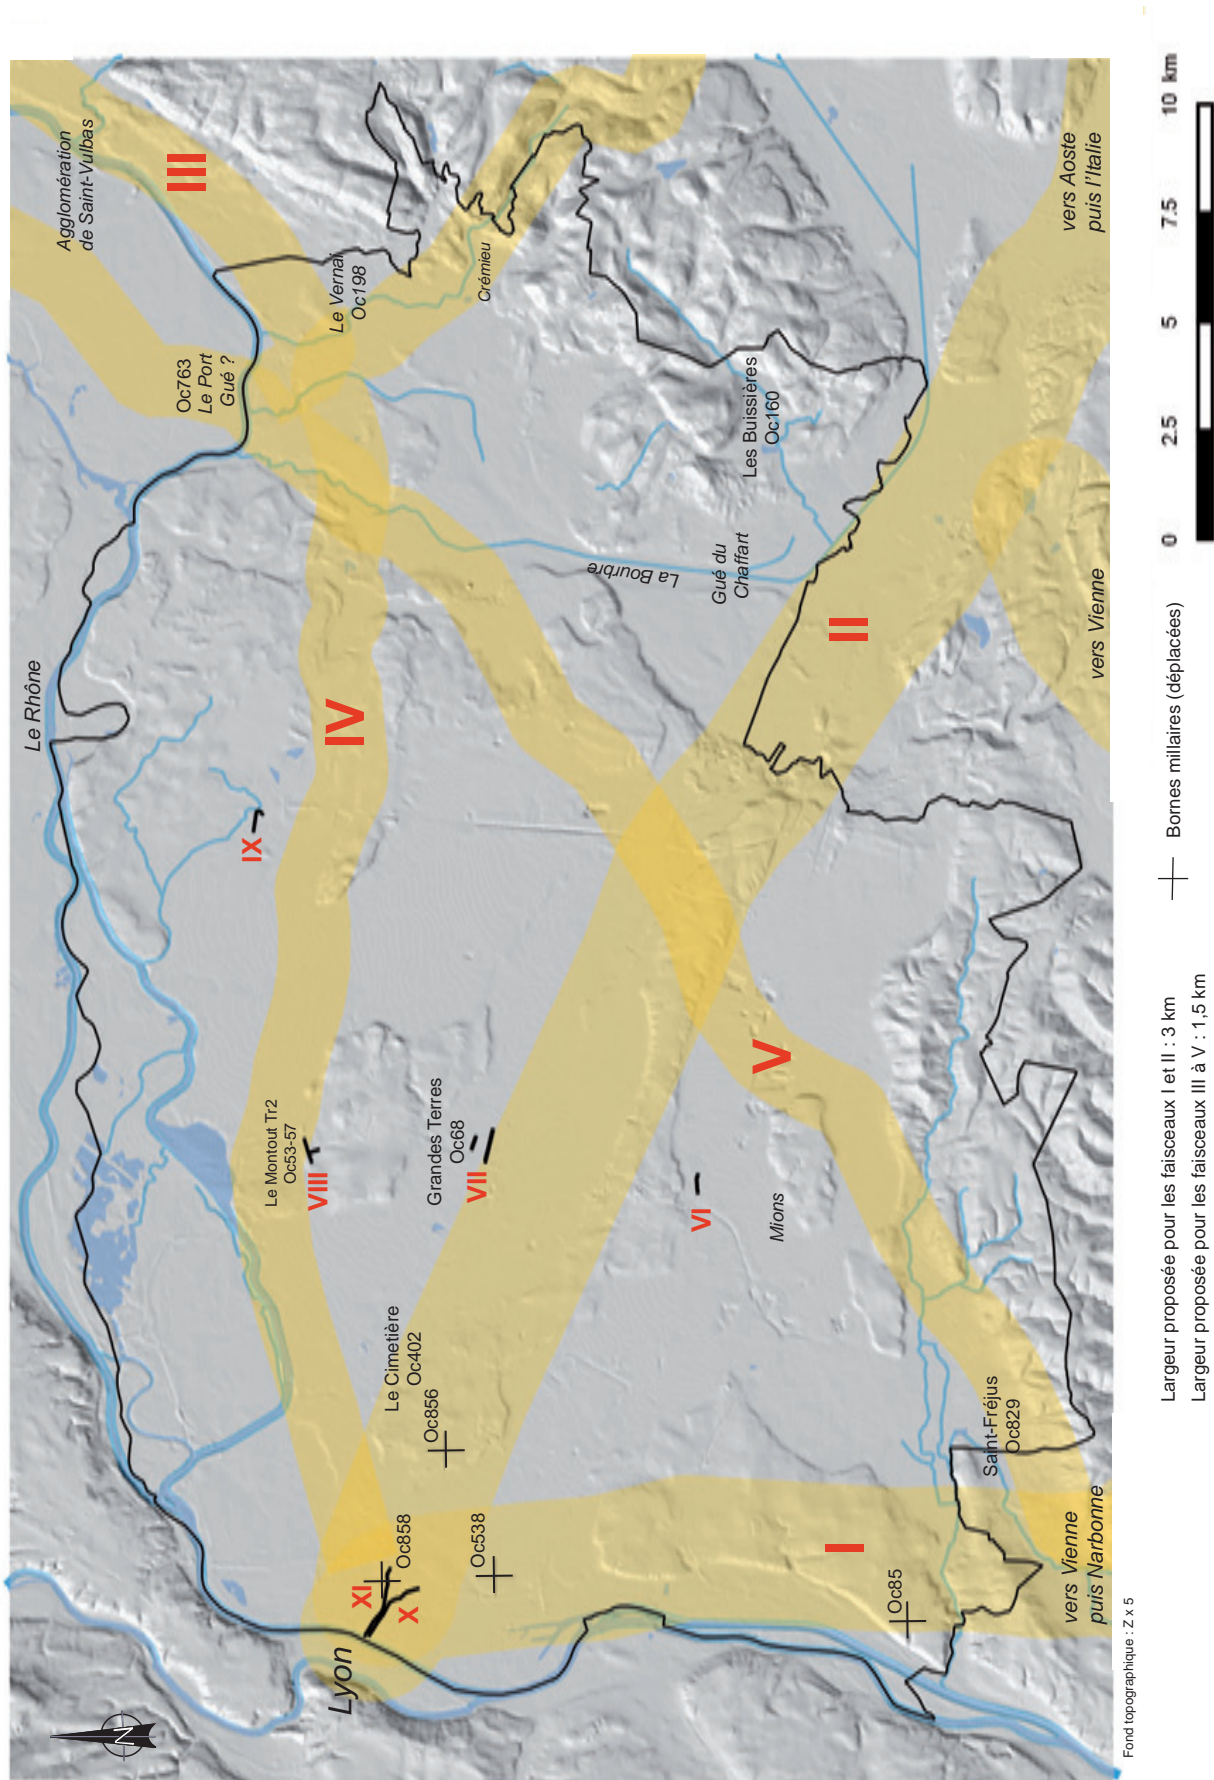 Le Rhône
Agglomération
de Saint-Vulbas
III
Oc763
Le Port
Gué ?
Le Vernai
Oc198
Crémieu
IV
IX
Le Montout Tr2
Oc53-57
VIII
Grandes Terres
Oc68
VII
La Bourbre
Gué du
Chaffart
Les Buissières
Oc160
II
V
VI
Mions
Le Cimetière
Oc402
Oc856
Oc858
Oc538
XI
X
Lyon
N
I
Oc85
Saint-Fréjus
Oc829
vers Vienne
puis Narbonne
vers Vienne
vers Aoste
puis l'Italie
Fond topographique : Z x 5
Largeur proposée pour les faisceaux I et II : 3 km
Largeur proposée pour les faisceaux III à V : 1,5 km
Bornes millaires (déplacées)
0 2.5 5 7.5 10 km